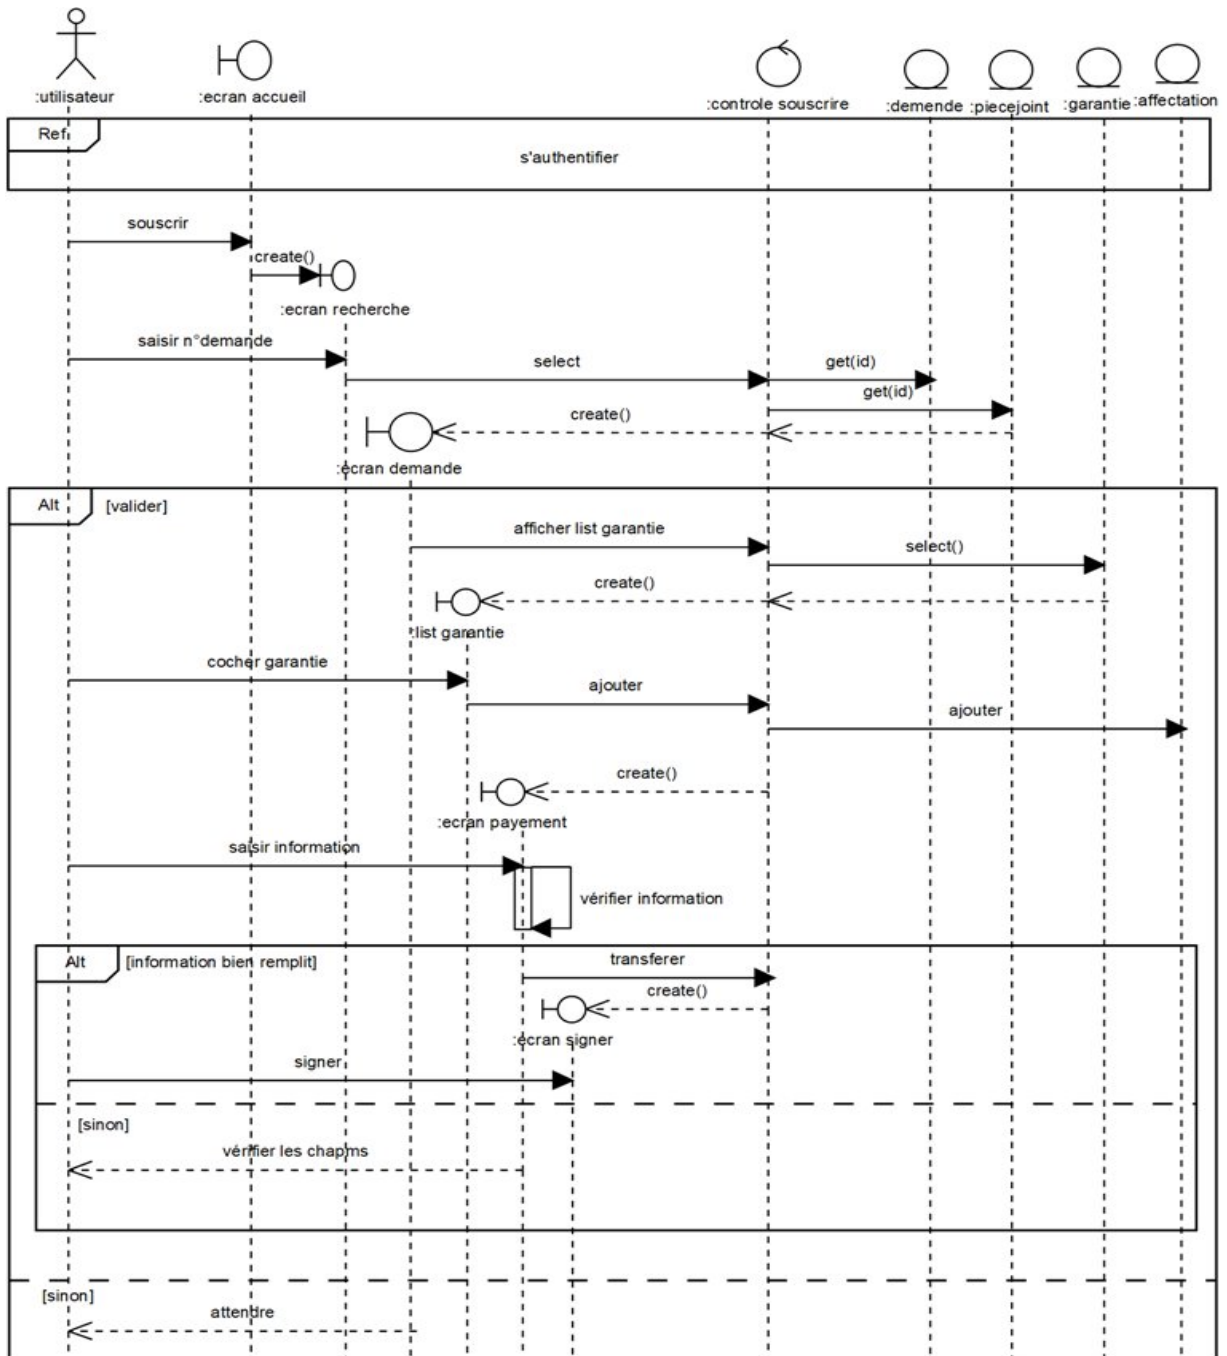 :utilisateur
:ecran accueil
:controle souscrire
:demende
:piecejoint
:garantie
:affectation
Ref
s'authentifier
souscrir
create()
:ecran recherche
saisir n°demande
select
get(id)
get(id)
create()
:ecran demande
Alt
[valider]
afficher list garantie
select()
create()
:list garantie
cocher garantie
ajouter
ajouter
create()
:ecran payement
saisir information
vérifier information
Alt
[information bien remplit]
transferer
create()
:ecran signer
signer
[sinon]
vérifier les chapms
[sinon]
attendre